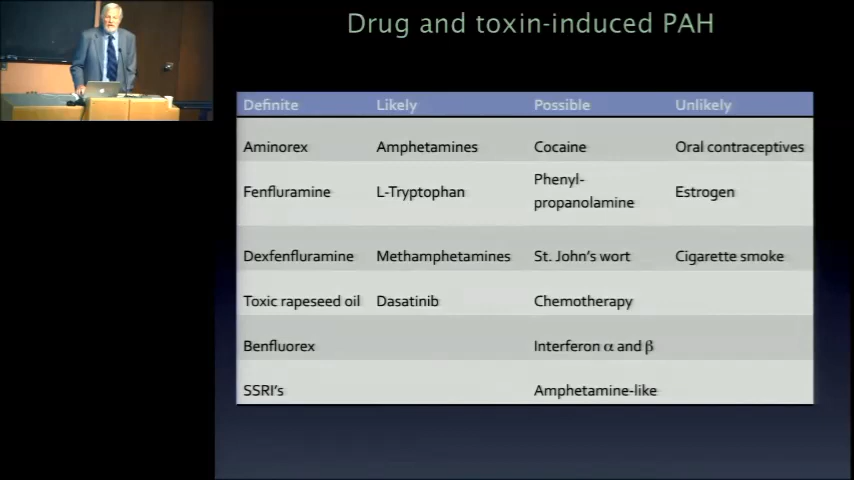 Drug and toxin-induced PAH
Definite Likely Possible Unlikely
Aminorex Amphetamines Cocaine Oral contraceptives
Fenfluramine L-Tryptophan Phenyl-
propanolamine Estrogen
Dexfenfluramine Methamphetamines St. John's wort Cigarette smoke
Toxic rapeseed oil Dasatinib Chemotherapy
Benfluorex Interferon α and β
SSRI's Amphetamine-like